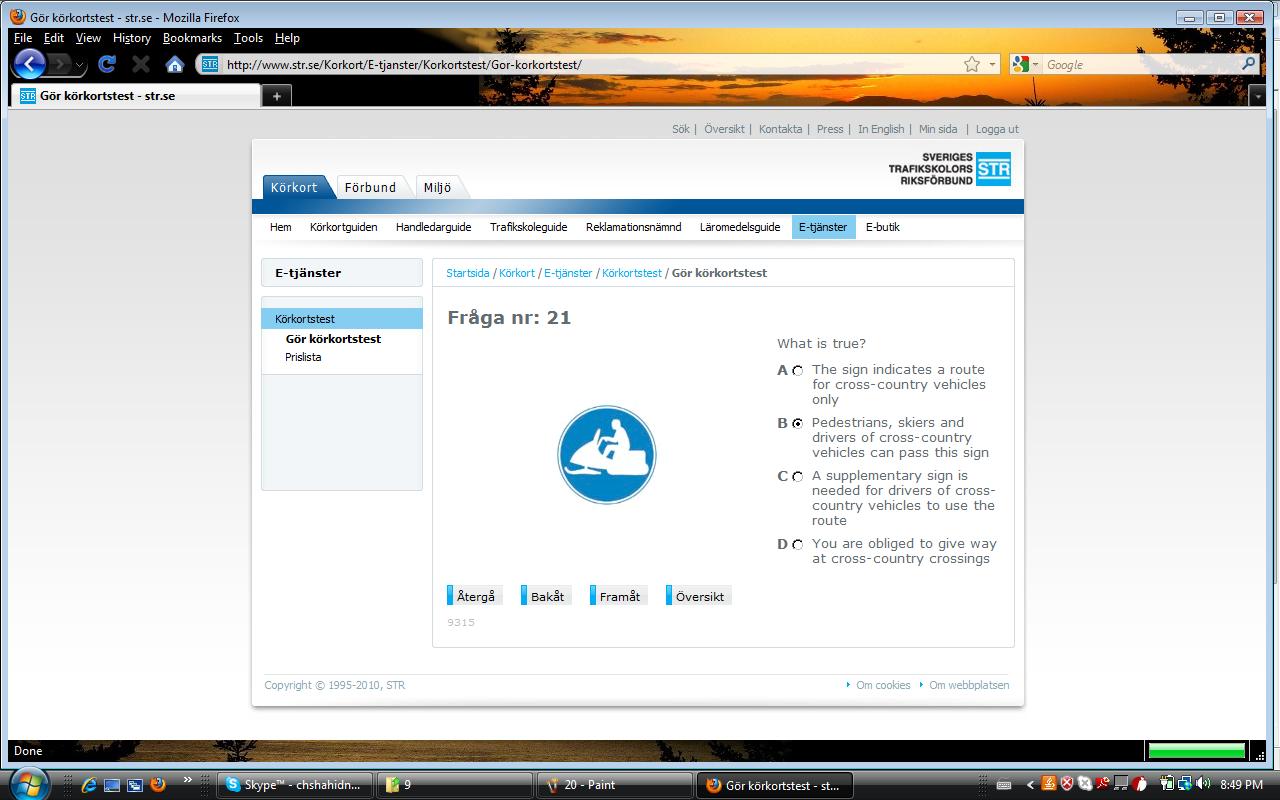 Gör körkortstest - str.se - Mozilla Firefox
File Edit View History Bookmarks Tools Help
STR http://www.str.se/Korkort/E-tjanster/Korkortstest/Gor-korkortstest/ Google
STR Gör körkortstest - str.se
Sök | Översikt | Kontakta | Press | In English | Min sida | Logga ut
SVERIGES
TRAFIKSKOLORS
RIKSFÖRBUND
STR
Körkort Förbund Miljö
Hem Körkortguiden Handledarguide Trafikskoleguide Reklamationsnämnd Läromedelsguide E-tjänster E-butik
E-tjänster
Körkortstest
Gör körkortstest
Prislista
Startsida / Körkort / E-tjänster / Körkortstest / Gör körkortstest
Fråga nr: 21
What is true?
A The sign indicates a route
for cross-country vehicles
only
B Pedestrians, skiers and
drivers of cross-country
vehicles can pass this sign
C A supplementary sign is
needed for drivers of cross-
country vehicles to use the
route
D You are obliged to give way
at cross-country crossings
Återgå Bakåt Framåt Översikt
9315
Copyright © 1995-2010, STR Om cookies Om webbplatsen
Done
Skype™ - chshahidn... 9 20 - Paint Gör körkortstest - st... 8:49 PM